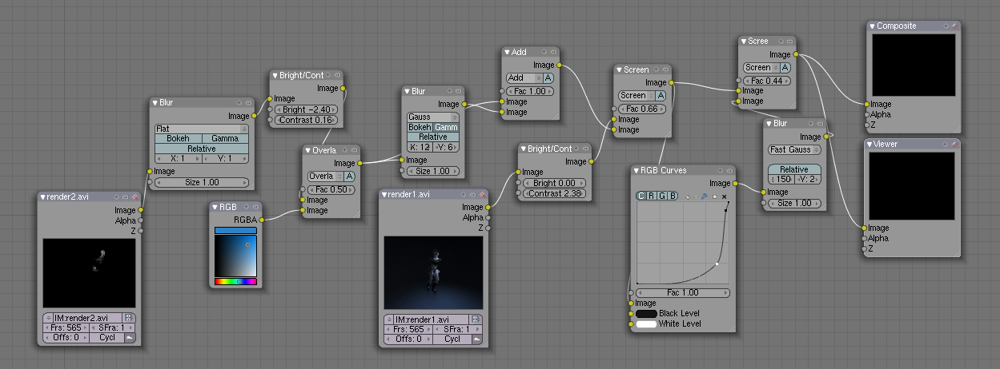 render2.avi
Image
Alpha
Z
IM:render2.avi
Frs: 565
SFra: 1
Offs: 0
Cycl
Blur
Image
Flat
Bokeh
Gamma
Relative
X: 1
Y: 1
Image
Size 1.00
RGB
RGBA
Bright/Cont
Image
Image
Bright -2.40
Contrast 0.16
Overla
Image
Overla
A
Fac 0.50
Image
Image
Blur
Image
Gauss
Bokeh
Gamm
Relative
X: 12
Y: 6
Image
Size 1.00
render1.avi
Image
Alpha
Z
IM:render1.avi
Frs: 565
SFra: 1
Offs: 0
Cycl
Add
Image
Add
A
Fac 1.00
Image
Image
Bright/Cont
Image
Image
Bright 0.00
Contrast 2.38
Screen
Image
Screen
A
Fac 0.66
Image
Image
RGB Curves
Image
C R G B
Fac 1.00
Image
Black Level
White Level
Scree
Image
Screen
A
Fac 0.44
Image
Image
Blur
Image
Fast Gauss
Relative
150
Y: 2
Image
Size 1.00
Composite
Image
Alpha
Z
Viewer
Image
Alpha
Z